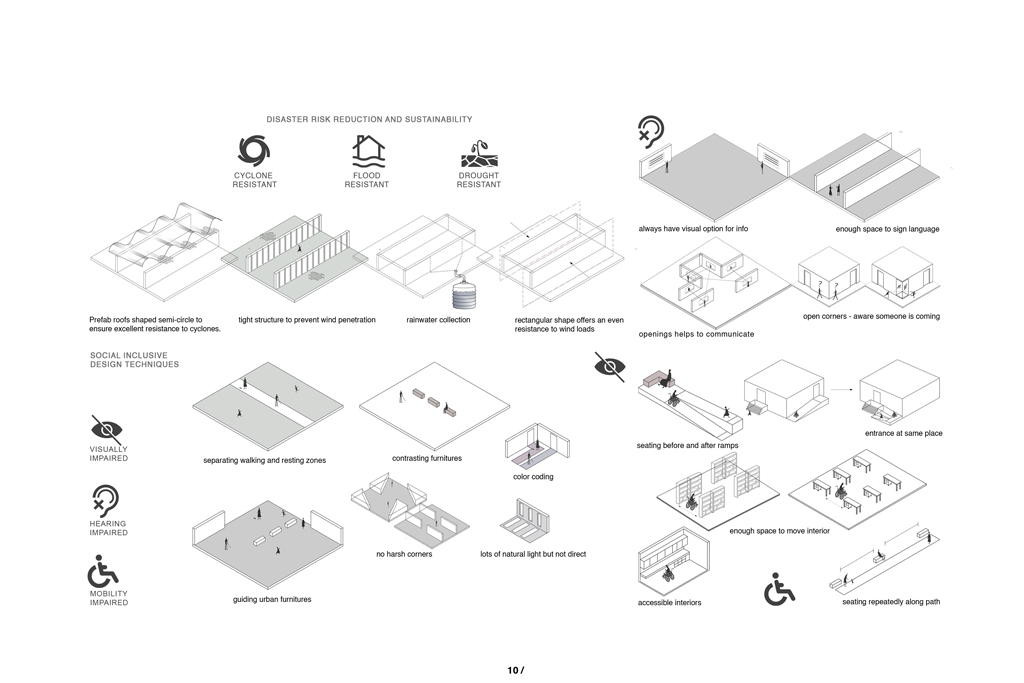 DISASTER RISK REDUCTION AND SUSTAINABILITY
CYCLONE
RESISTANT
FLOOD
RESISTANT
DROUGHT
RESISTANT
Prefab roofs shaped semi-circle to
ensure excellent resistance to cyclones.
tight structure to prevent wind penetration
rainwater collection
rectangular shape offers an even
resistance to wind loads
always have visual option for info
enough space to sign language
openings helps to communicate
? ?
open corners - aware someone is coming
SOCIAL INCLUSIVE
DESIGN TECHNIQUES
VISUALLY
IMPAIRED
HEARING
IMPAIRED
MOBILITY
IMPAIRED
separating walking and resting zones
contrasting furnitures
color coding
guiding urban furnitures
no harsh corners
lots of natural light but not direct
seating before and after ramps
entrance at same place
enough space to move interior
accessible interiors
seating repeatedly along path
10 /